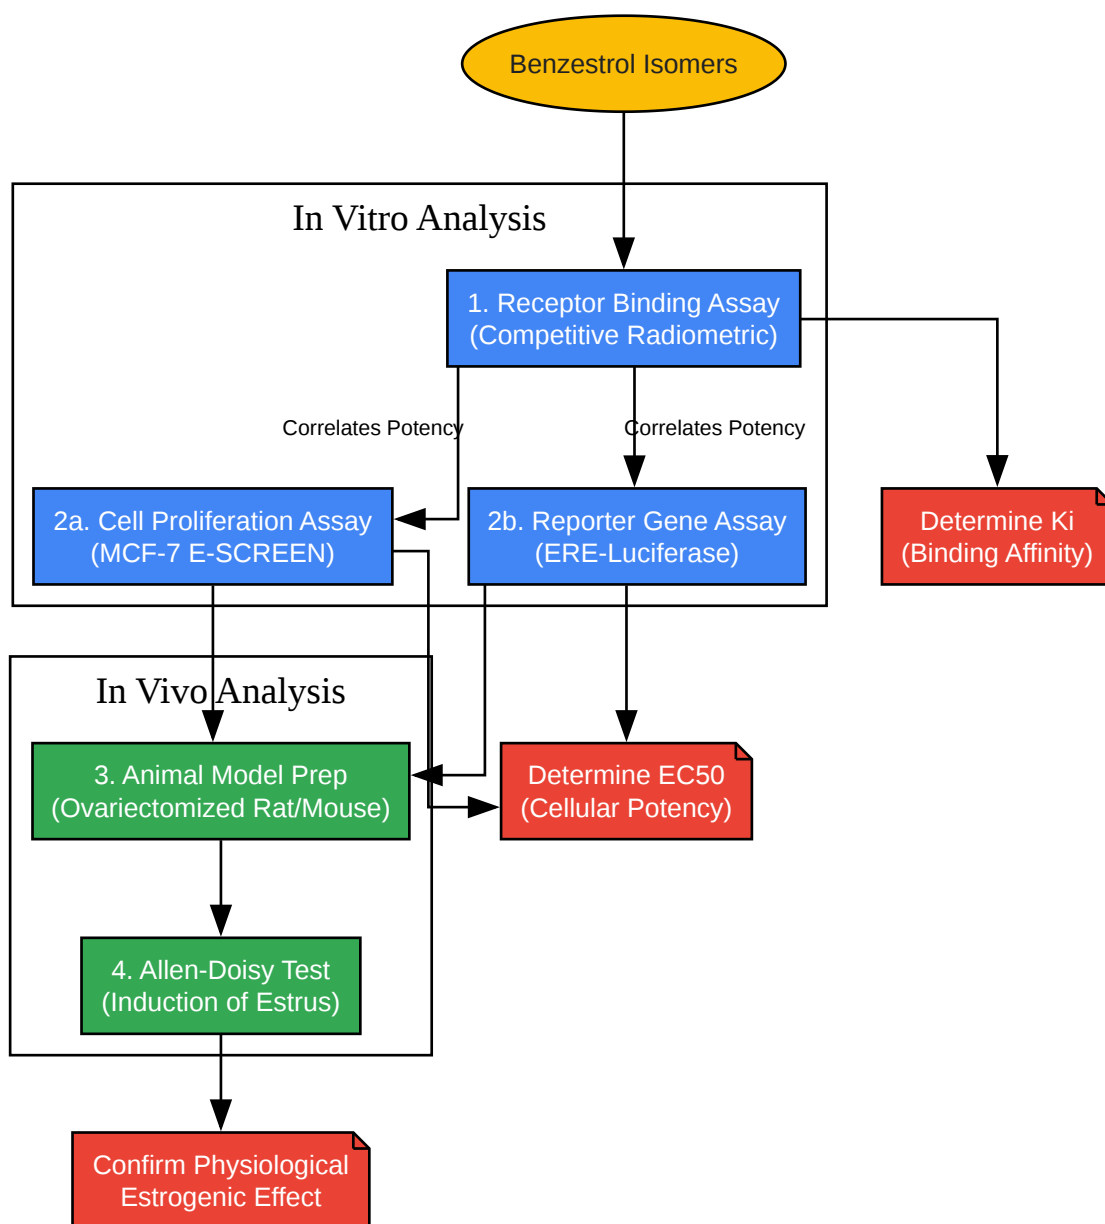 Benzestrol Isomers
In Vitro Analysis
1. Receptor Binding Assay
(Competitive Radiometric)
Correlates Potency
Correlates Potency
2a. Cell Proliferation Assay
(MCF-7 E-SCREEN)
2b. Reporter Gene Assay
(ERE-Luciferase)
Determine Ki
(Binding Affinity)
In Vivo Analysis
3. Animal Model Prep
(Ovariectomized Rat/Mouse)
Determine EC50
(Cellular Potency)
4. Allen-Doisy Test
(Induction of Estrus)
Confirm Physiological
Estrogenic Effect